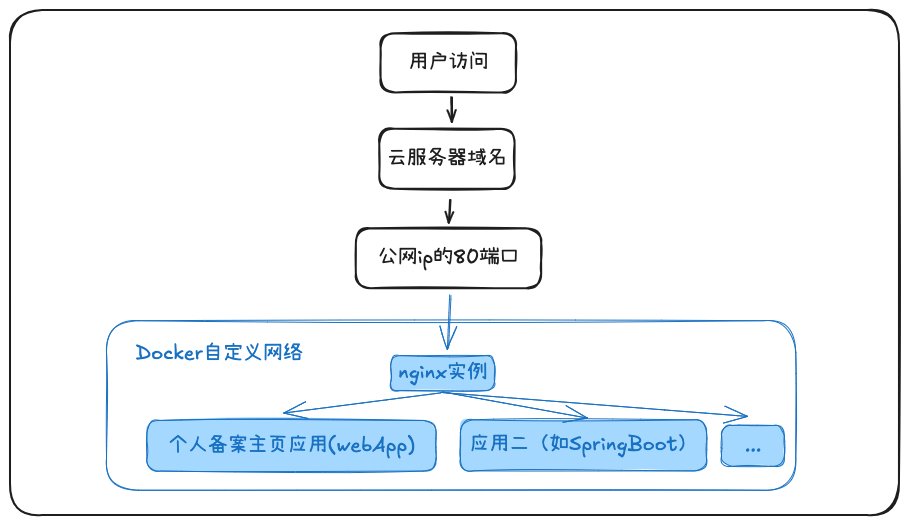 用户访问
云服务器域名
公网ip的80端口
Docker自定义网络
nginx实例
个人备案主页应用(webApp)
应用二（如SpringBoot）
...